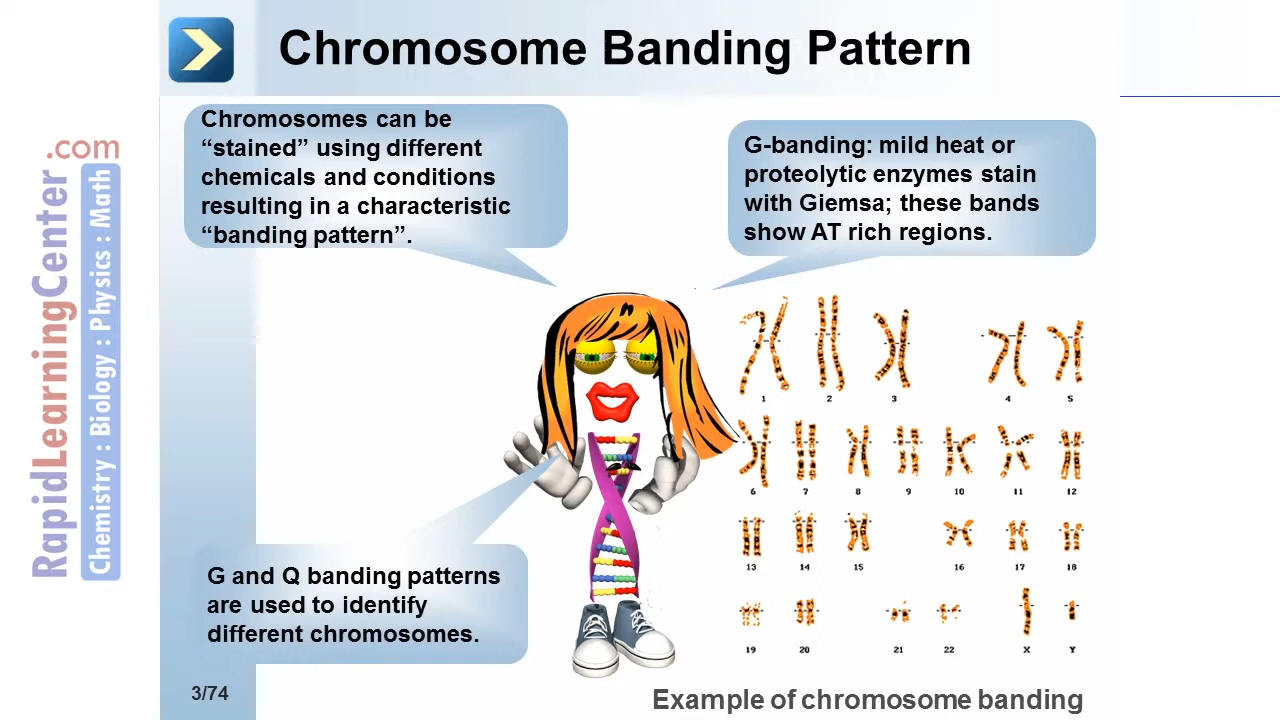 Chromosome Banding Pattern
Chromosomes can be
“stained” using different
chemicals and conditions
resulting in a characteristic
“banding pattern”.
G-banding: mild heat or
proteolytic enzymes stain
with Giemsa; these bands
show AT rich regions.
RapidLearningCenter.com
Chemistry : Biology : Physics : Math
1 2 3 4 5
6 7 8 9 10 11 12
13 14 15 16 17 18
19 20 21 22 X Y
G and Q banding patterns
are used to identify
different chromosomes.
3/74
Example of chromosome banding